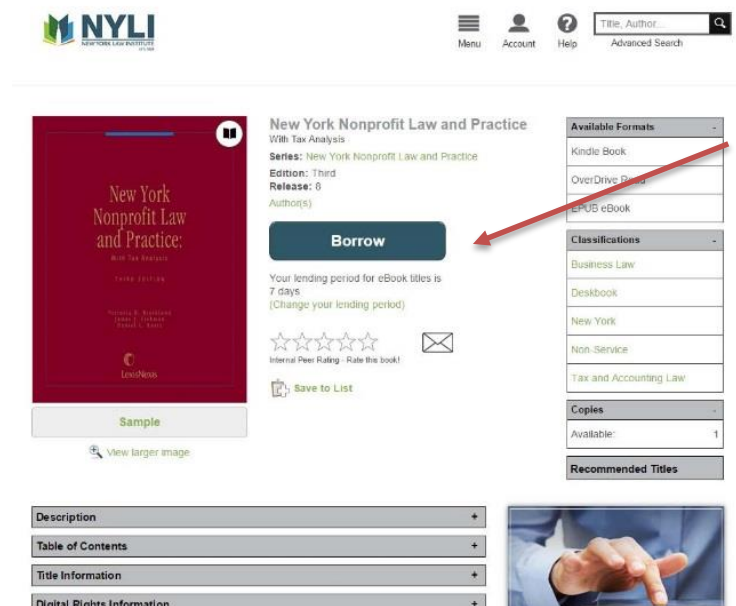 NYLI
NEW YORK LAW INSTITUTE
Menu
Account
Help
Title, Author...
Advanced Search
New York
Nonprofit Law
and Practice:
With Tax Analysis
THIRD EDITION
LexisNexis
Sample
View larger image
New York Nonprofit Law and Practice
With Tax Analysis
Series: New York Nonprofit Law and Practice
Edition: Third
Release: 8
Author(s)
Borrow
Your lending period for eBook titles is
7 days
(Change your lending period)
Internal Peer Rating - Rate this book!
Save to List
Available Formats -
Kindle Book
OverDrive Read
EPUB eBook
Classifications -
Business Law
Deskbook
New York
Non-Service
Tax and Accounting Law
Copies -
Available: 1
Recommended Titles
Description +
Table of Contents +
Title Information +
Digital Rights Information +